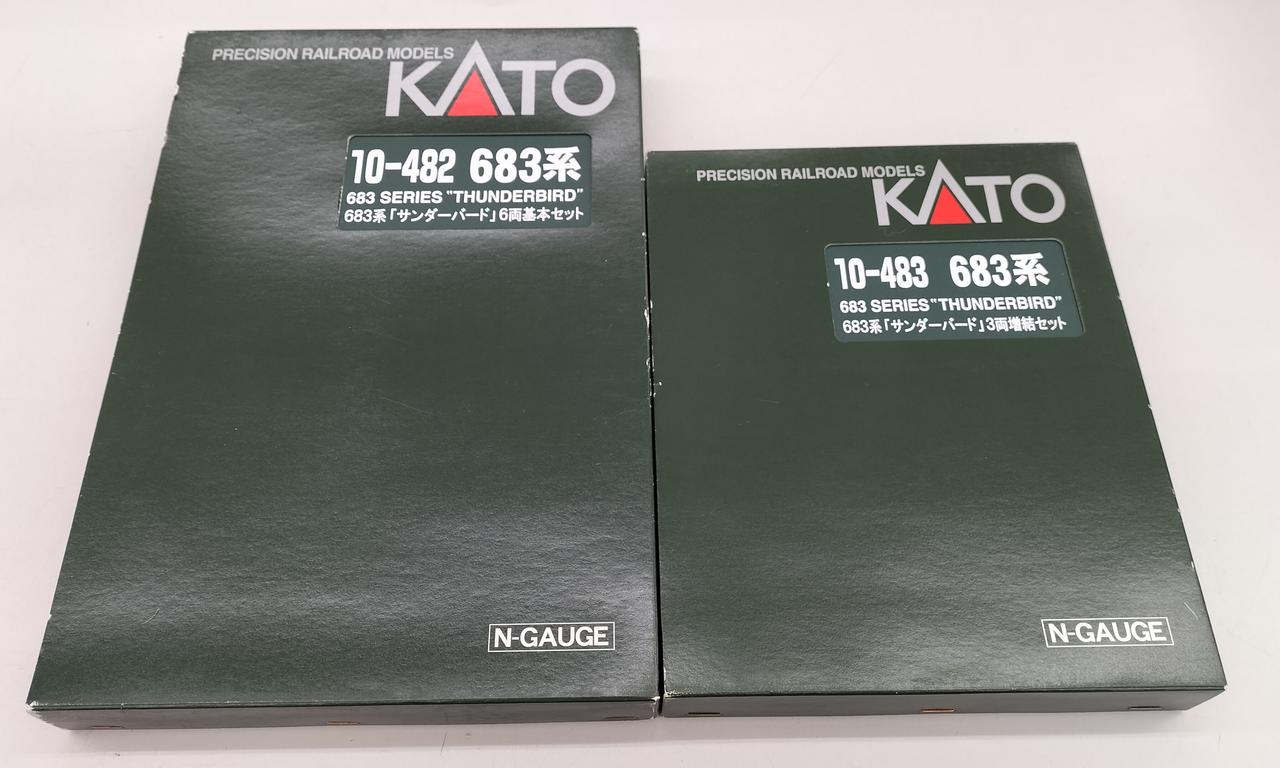 PRECISION RAILROAD MODELS
KATO
10-482 683系
683 SERIES "THUNDERBIRD"
683系「サンダーバード」6両基本セット
N-GAUGE
PRECISION RAILROAD MODELS
KATO
10-483 683系
683 SERIES "THUNDERBIRD"
683系「サンダーバード」3両増結セット
N-GAUGE